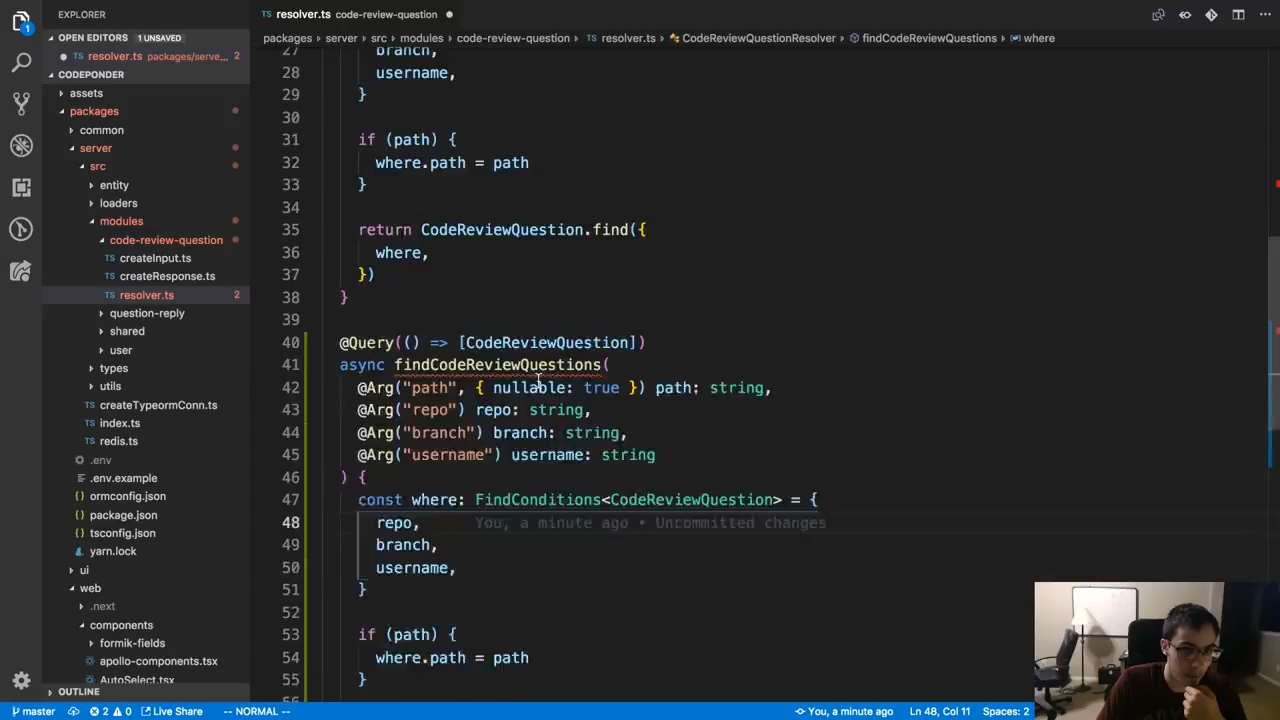 EXPLORER
OPEN EDITORS 1 UNSAVED
resolver.ts packages/serve... 2
CODEPONDER
assets
packages
common
server
src
entity
loaders
modules
code-review-question
createInput.ts
createResponse.ts
resolver.ts 2
question-reply
shared
user
types
utils
createTypeormConn.ts
index.ts
redis.ts
.env
.env.example
ormconfig.json
package.json
tsconfig.json
yarn.lock
ui
web
.next
components
formik-fields
apollo-components.tsx
AutoSelect.tsx
OUTLINE
1
resolver.ts code-review-question
packages › server › src › modules › code-review-question › resolver.ts › CodeReviewQuestionResolver › findCodeReviewQuestions › where
27 branch,
28 username,
29 }
30
31 if (path) {
32 where.path = path
33 }
34
35 return CodeReviewQuestion.find({
36 where,
37 })
38 }
39
40 @Query(() => [CodeReviewQuestion])
41 async findCodeReviewQuestions(
42 @Arg("path", { nullable: true }) path: string,
43 @Arg("repo") repo: string,
44 @Arg("branch") branch: string,
45 @Arg("username") username: string
46 ) {
47 const where: FindConditions<CodeReviewQuestion> = {
48 repo, You, a minute ago • Uncommitted changes
49 branch,
50 username,
51 }
52
53 if (path) {
54 where.path = path
55 }
master 2 0 Live Share -- NORMAL -- You, a minute ago Ln 48, Col 11 Spaces: 2